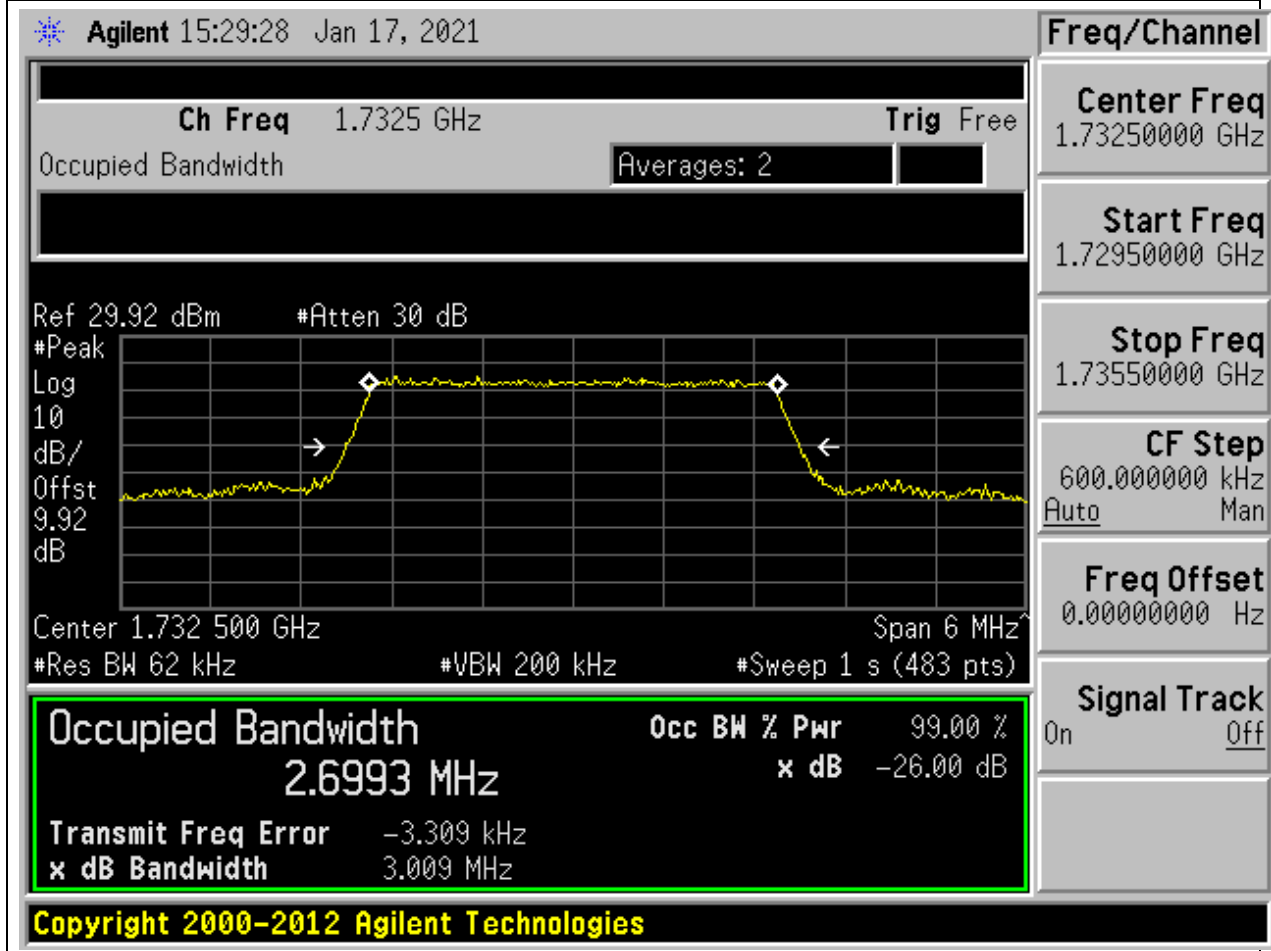 Agilent 15:29:28 Jan 17, 2021
Ch Freq 1.7325 GHz Trig Free
Occupied Bandwidth Averages: 2
Ref 29.92 dBm #Atten 30 dB
#Peak
Log
10
dB/
Offst
9.92
dB
Center 1.732 500 GHz Span 6 MHz^
#Res BW 62 kHz #VBW 200 kHz #Sweep 1 s (483 pts)
Occupied Bandwidth Occ BW % Pwr 99.00 %
2.6993 MHz x dB -26.00 dB
Transmit Freq Error -3.309 kHz
x dB Bandwidth 3.009 MHz
Copyright 2000-2012 Agilent Technologies
Freq/Channel
Center Freq
1.73250000 GHz
Start Freq
1.72950000 GHz
Stop Freq
1.73550000 GHz
CF Step
600.000000 kHz
Auto Man
Freq Offset
0.00000000 Hz
Signal Track
On Off